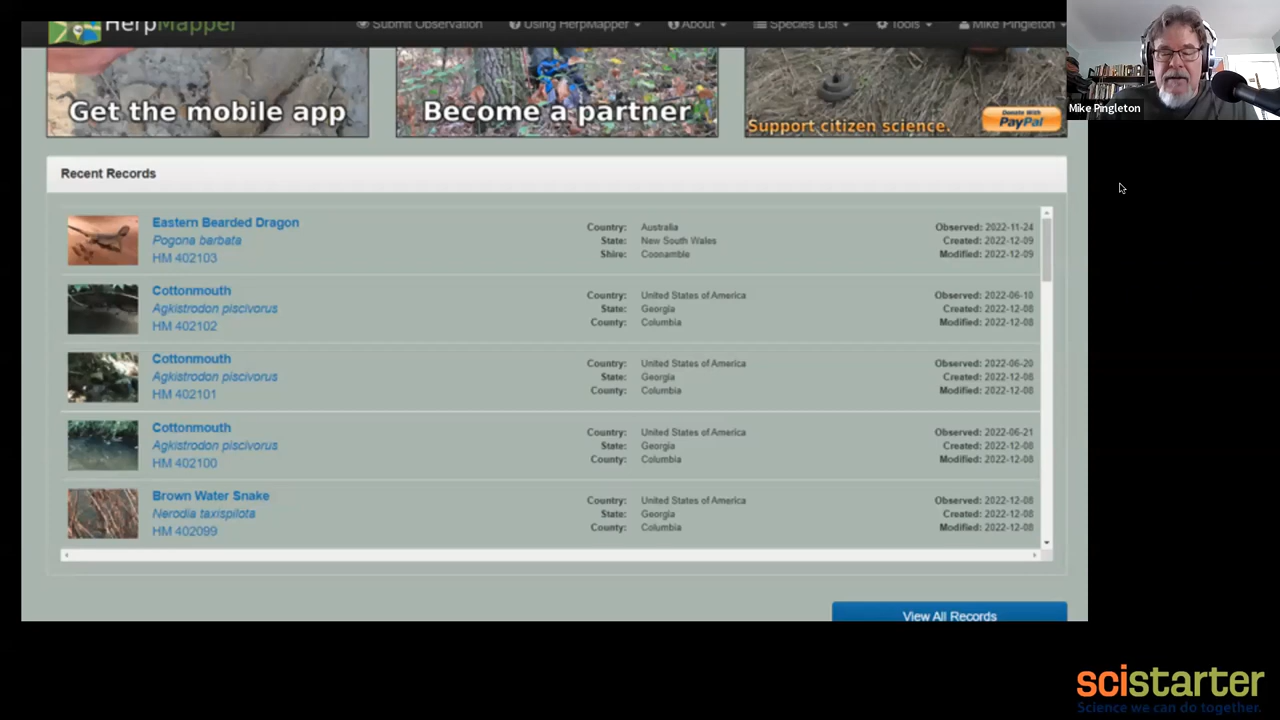 HerpMapper
Submit Observation
Using HerpMapper
About
Species List
Tools
Mike Pingleton
Get the mobile app
Become a partner
Support citizen science.
Donate With
PayPal
Mike Pingleton
Recent Records
Eastern Bearded Dragon
Pogona barbata
HM 402103
Country: Australia
State: New South Wales
Shire: Coonamble
Observed: 2022-11-24
Created: 2022-12-09
Modified: 2022-12-09
Cottonmouth
Agkistrodon piscivorus
HM 402102
Country: United States of America
State: Georgia
County: Columbia
Observed: 2022-06-10
Created: 2022-12-08
Modified: 2022-12-08
Cottonmouth
Agkistrodon piscivorus
HM 402101
Country: United States of America
State: Georgia
County: Columbia
Observed: 2022-06-20
Created: 2022-12-08
Modified: 2022-12-08
Cottonmouth
Agkistrodon piscivorus
HM 402100
Country: United States of America
State: Georgia
County: Columbia
Observed: 2022-06-21
Created: 2022-12-08
Modified: 2022-12-08
Brown Water Snake
Nerodia taxispilota
HM 402099
Country: United States of America
State: Georgia
County: Columbia
Observed: 2022-12-08
Created: 2022-12-08
Modified: 2022-12-08
View All Records
scistarter
Science we can do together.